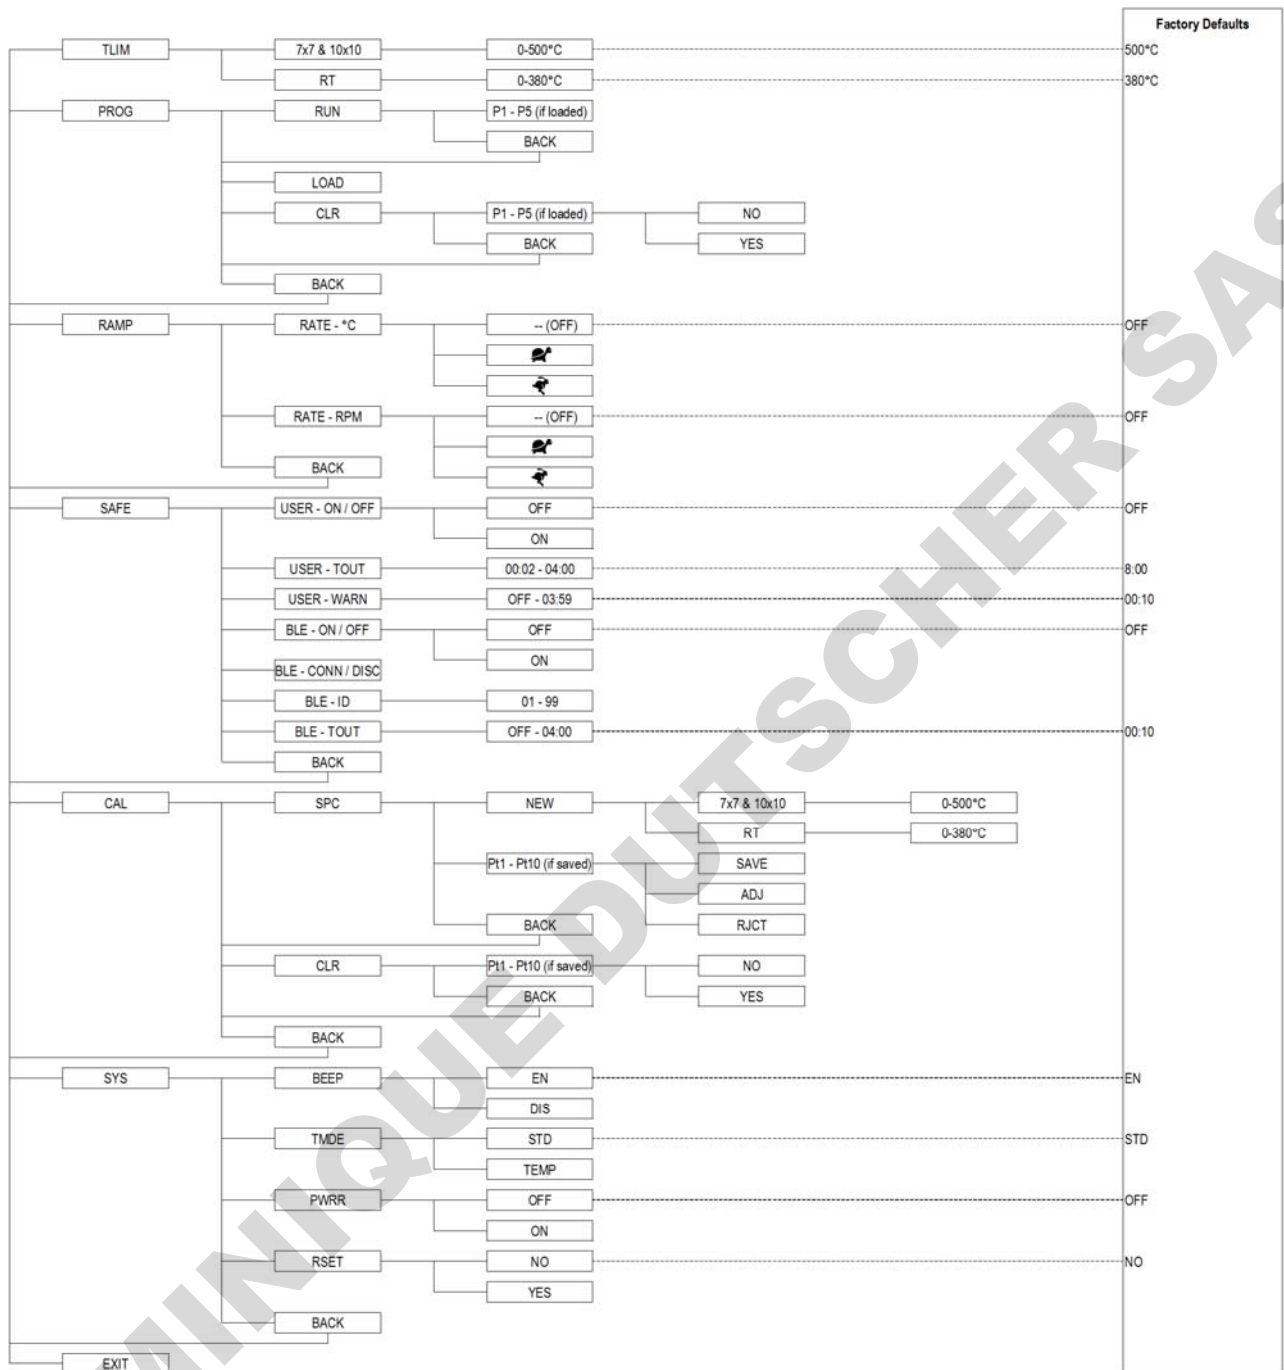 Factory Defaults
TLIM 7x7 & 10x10 0-500°C 500°C
RT 0-380°C 380°C
PROG RUN P1 - P5 (if loaded)
BACK
LOAD
CLR P1 - P5 (if loaded) NO
BACK YES
BACK
RAMP RATE - °C -- (OFF) OFF
RATE - RPM -- (OFF) OFF
BACK
SAFE USER - ON / OFF OFF OFF
ON
USER - TOUT 00:02 - 04:00 8:00
USER - WARN OFF - 03:59 00:10
BLE - ON / OFF OFF OFF
ON
BLE - CONN / DISC
BLE - ID 01 - 99
BLE - TOUT OFF - 04:00 00:10
BACK
CAL SPC NEW 7x7 & 10x10 0-500°C
RT 0-380°C
Pt1 - Pt10 (if saved) SAVE
ADJ
BACK RJCT
CLR Pt1 - Pt10 (if saved) NO
BACK YES
BACK
SYS BEEP EN EN
DIS
TMDE STD STD
TEMP
PWRR OFF OFF
ON
RSET NO NO
YES
BACK
EXIT
MINIQUE DUTSCHER SAS